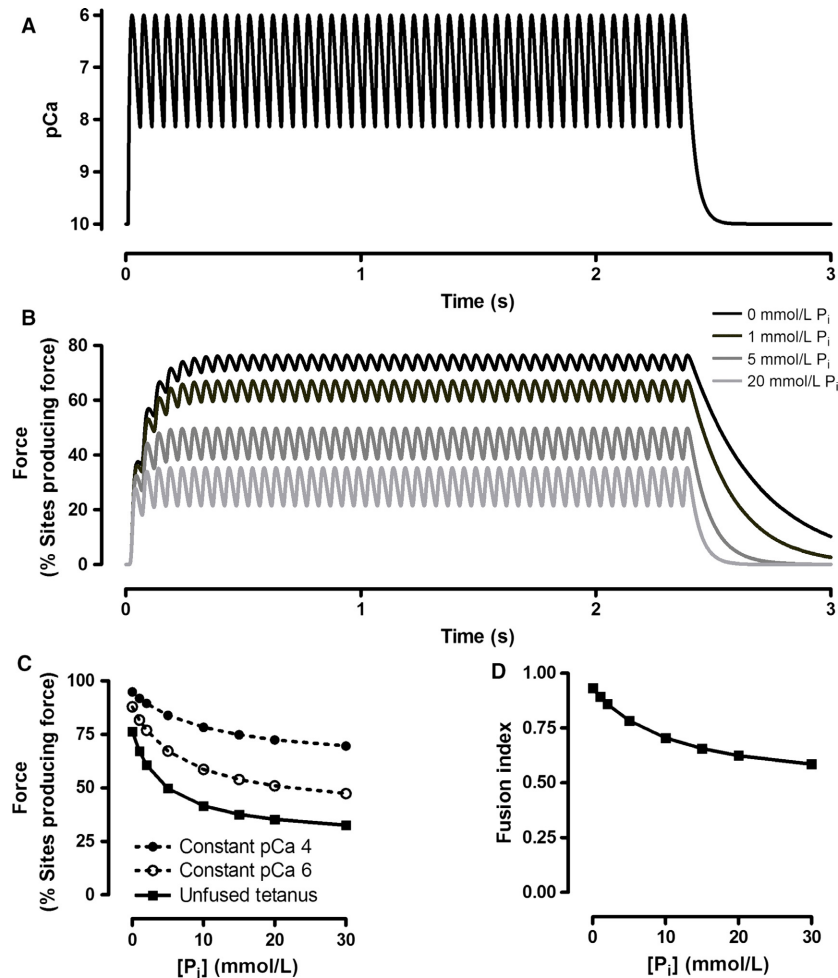 A
pCa
6
7
8
9
10
0
1
2
3
Time (s)
B
0 mmol/L Pi
1 mmol/L Pi
5 mmol/L Pi
20 mmol/L Pi
Force
(% Sites producing force)
80
60
40
20
0
0
1
2
3
Time (s)
C
Force
(% Sites producing force)
100
75
50
25
0
Constant pCa 4
Constant pCa 6
Unfused tetanus
0
10
20
30
[Pi] (mmol/L)
D
Fusion index
1.00
0.75
0.50
0.25
0.00
0
10
20
30
[Pi] (mmol/L)